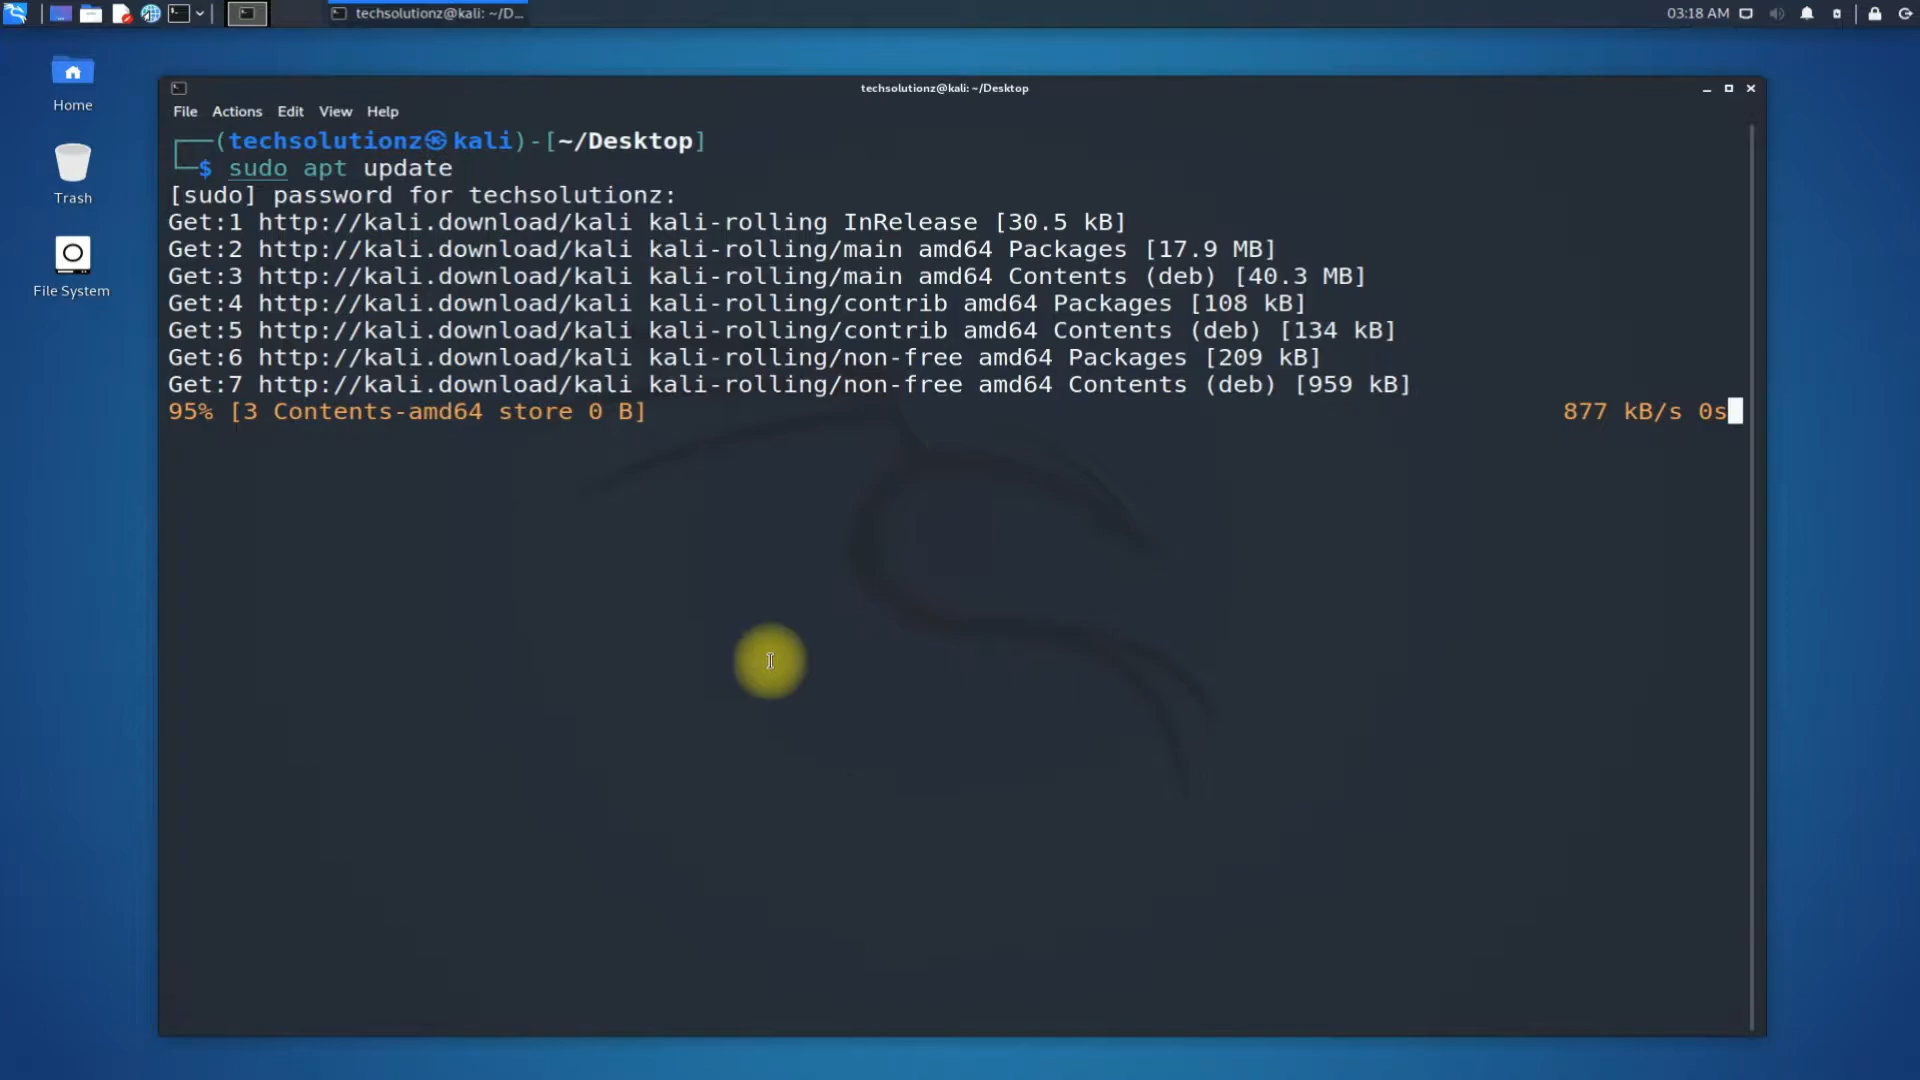 techsolutionz@kali: ~/D...
03:18 AM
Home
Trash
File System
techsolutionz@kali: ~/Desktop
File Actions Edit View Help
┌──(techsolutionz㉿kali)-[~/Desktop]
└─$ sudo apt update
[sudo] password for techsolutionz:
Get:1 http://kali.download/kali kali-rolling InRelease [30.5 kB]
Get:2 http://kali.download/kali kali-rolling/main amd64 Packages [17.9 MB]
Get:3 http://kali.download/kali kali-rolling/main amd64 Contents (deb) [40.3 MB]
Get:4 http://kali.download/kali kali-rolling/contrib amd64 Packages [108 kB]
Get:5 http://kali.download/kali kali-rolling/contrib amd64 Contents (deb) [134 kB]
Get:6 http://kali.download/kali kali-rolling/non-free amd64 Packages [209 kB]
Get:7 http://kali.download/kali kali-rolling/non-free amd64 Contents (deb) [959 kB]
95% [3 Contents-amd64 store 0 B] 877 kB/s 0s